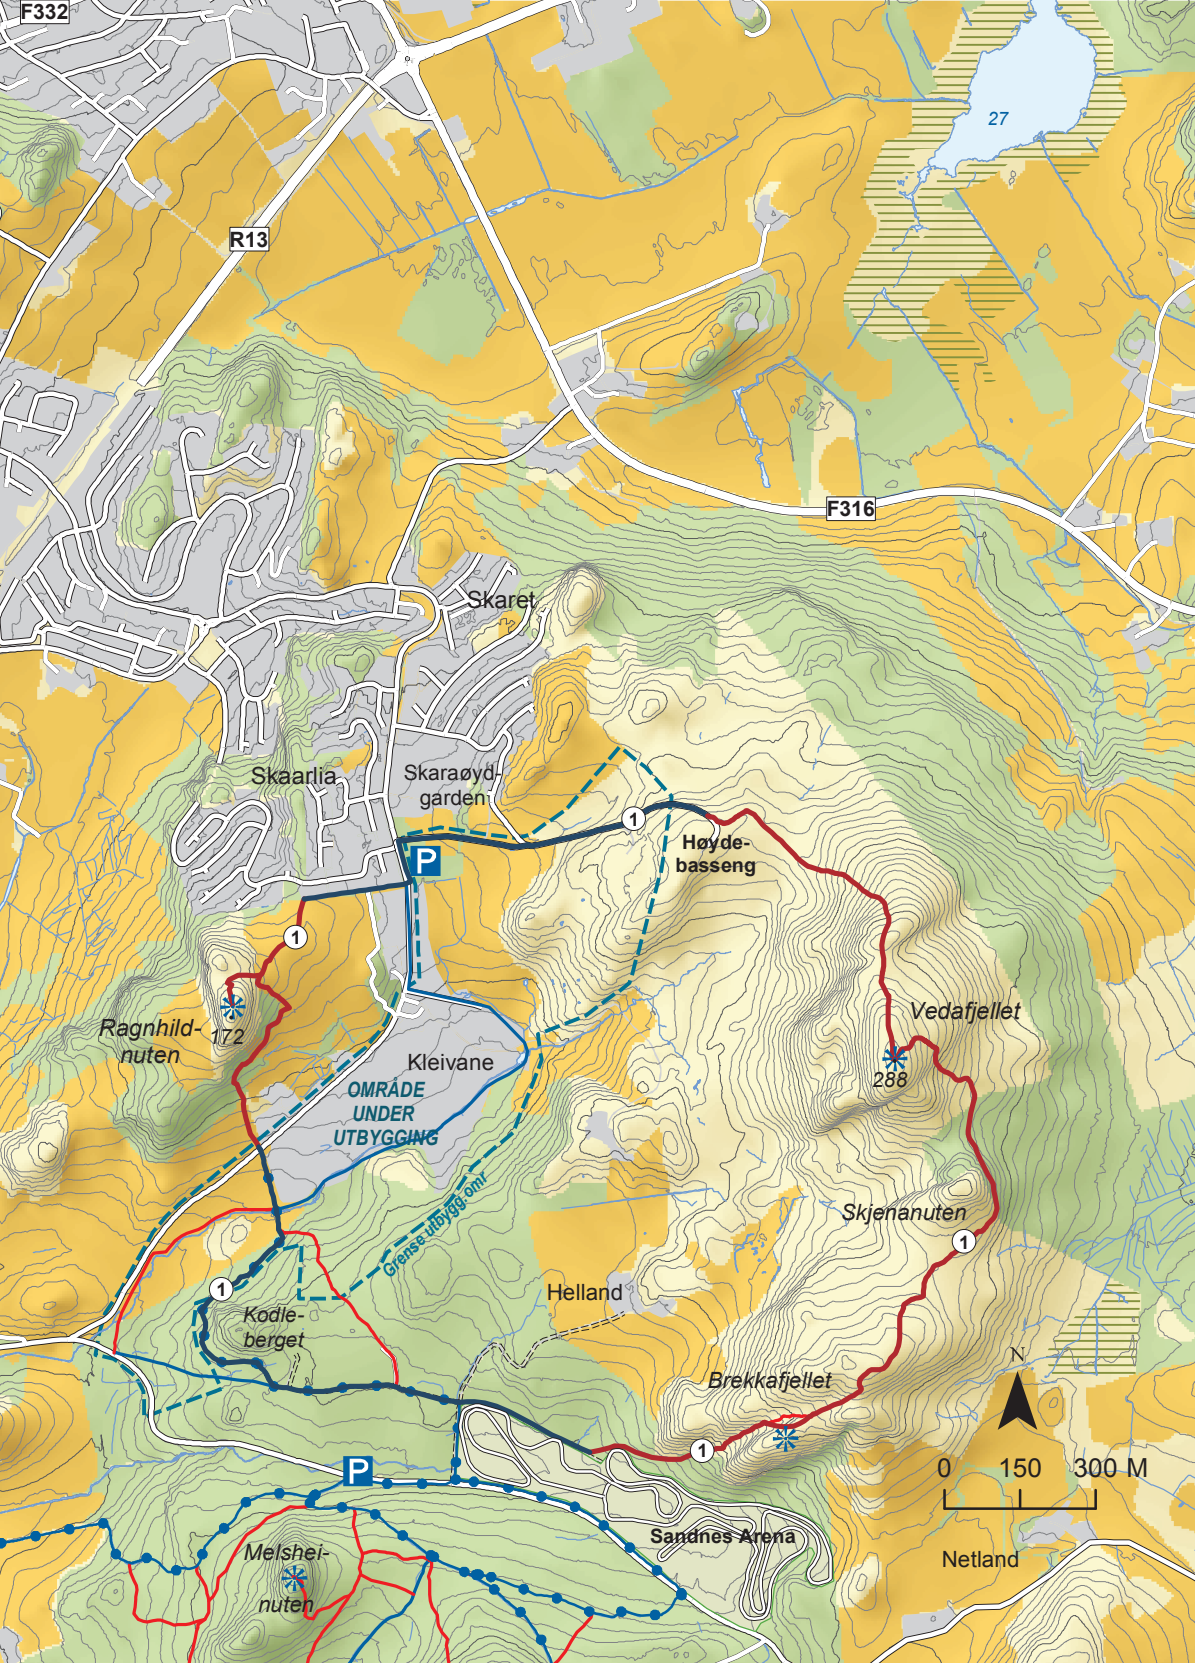 F332
27
R13
F316
Skaret
Skaarlia
Skaraøyd-
garden
1
Høyde-
basseng
P
1
Vedafjellet
288
Ragnhild-
nuten
172
Kleivane
OMRÅDE
UNDER
UTBYGGING
Grense utbygg.omr
Skjenanuten
1
1
Helland
Kodle-
berget
N
Brekkafjellet
1
0 150 300 M
P
Sandnes Arena
Melshei-
nuten
Netland